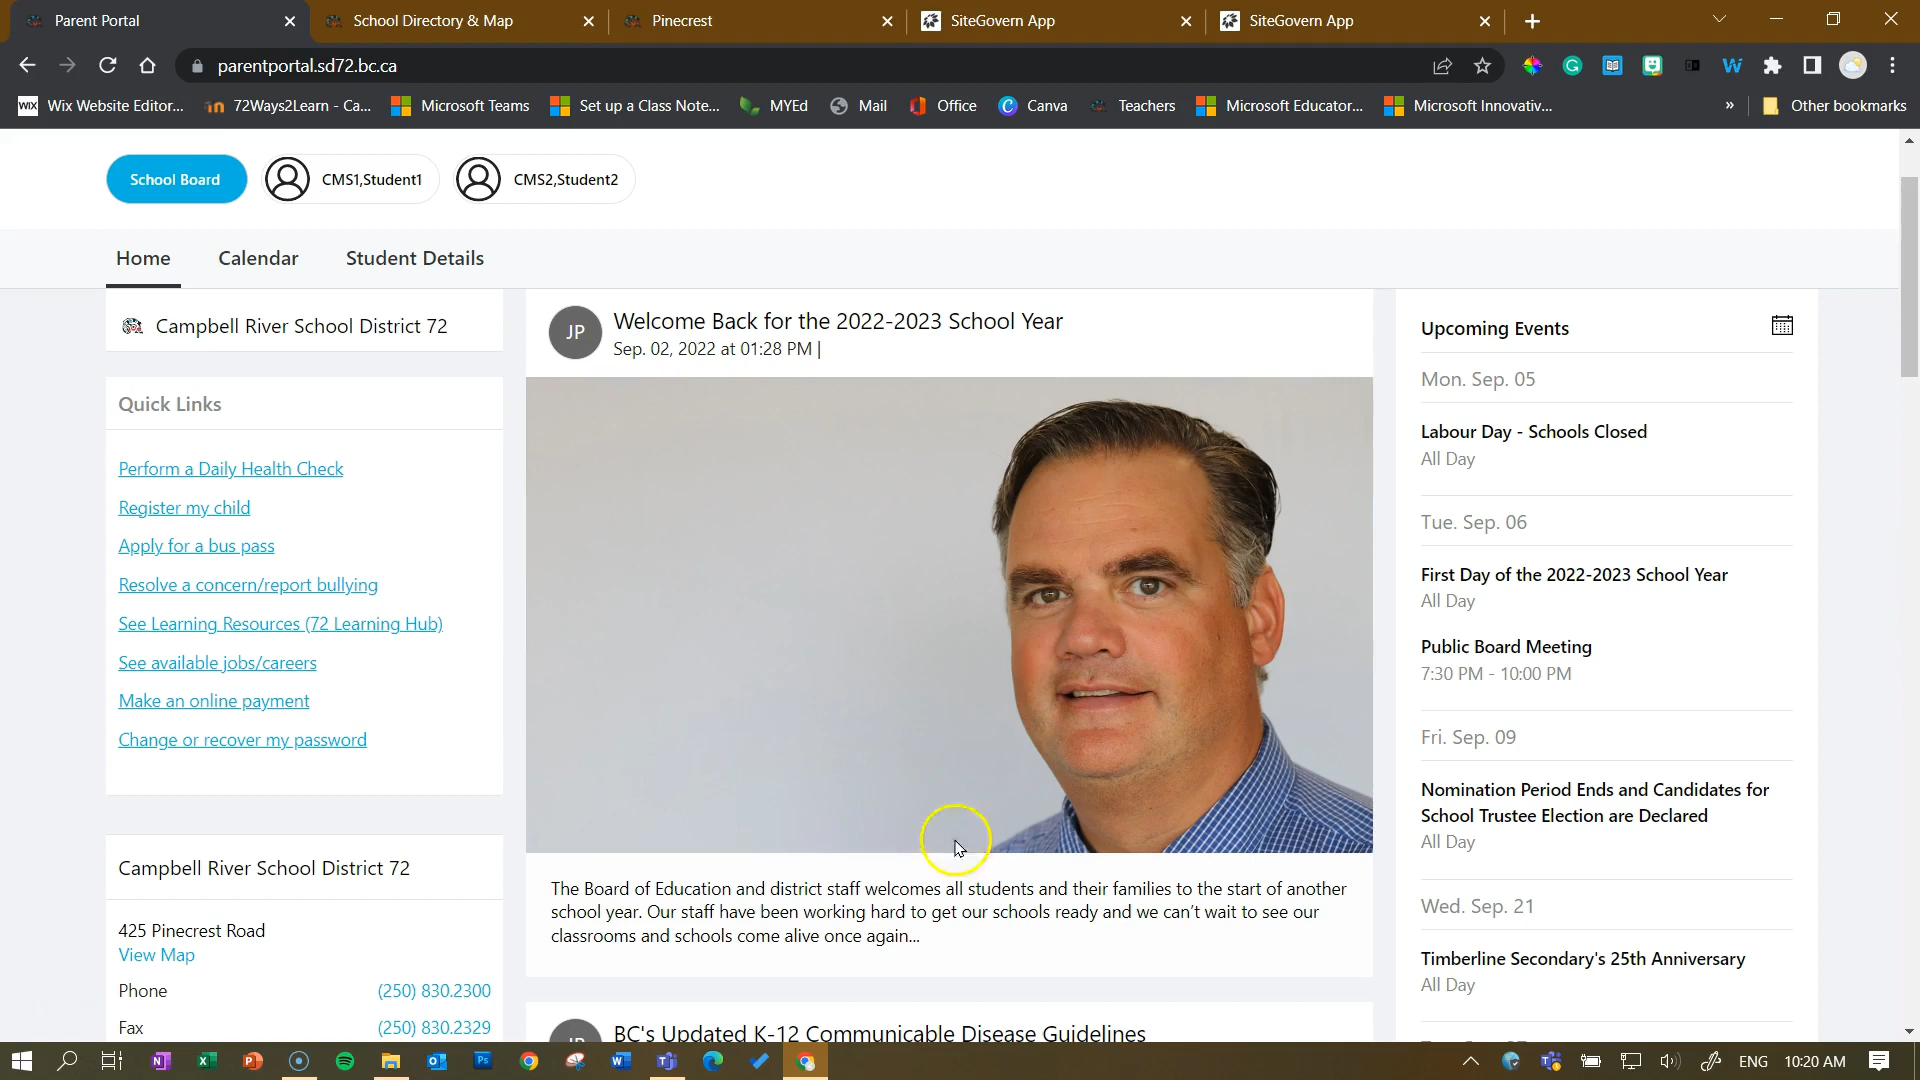 Parent Portal
School Directory & Map
Pinecrest
SiteGovern App
SiteGovern App
parentportal.sd72.bc.ca
WIX Wix Website Editor...
72Ways2Learn - Ca...
Microsoft Teams
Set up a Class Note...
MYEd
Mail
Office
Canva
Teachers
Microsoft Educator...
Microsoft Innovativ...
»
Other bookmarks
School Board
CMS1,Student1
CMS2,Student2
Home
Calendar
Student Details
Campbell River School District 72
Quick Links
Perform a Daily Health Check
Register my child
Apply for a bus pass
Resolve a concern/report bullying
See Learning Resources (72 Learning Hub)
See available jobs/careers
Make an online payment
Change or recover my password
Campbell River School District 72
425 Pinecrest Road
View Map
Phone (250) 830.2300
Fax (250) 830.2329
JP
Welcome Back for the 2022-2023 School Year
Sep. 02, 2022 at 01:28 PM |
The Board of Education and district staff welcomes all students and their families to the start of another
school year. Our staff have been working hard to get our schools ready and we can't wait to see our
classrooms and schools come alive once again...
BC's Updated K-12 Communicable Disease Guidelines
Upcoming Events
Mon. Sep. 05
Labour Day - Schools Closed
All Day
Tue. Sep. 06
First Day of the 2022-2023 School Year
All Day
Public Board Meeting
7:30 PM - 10:00 PM
Fri. Sep. 09
Nomination Period Ends and Candidates for
School Trustee Election are Declared
All Day
Wed. Sep. 21
Timberline Secondary's 25th Anniversary
All Day
ENG
10:20 AM